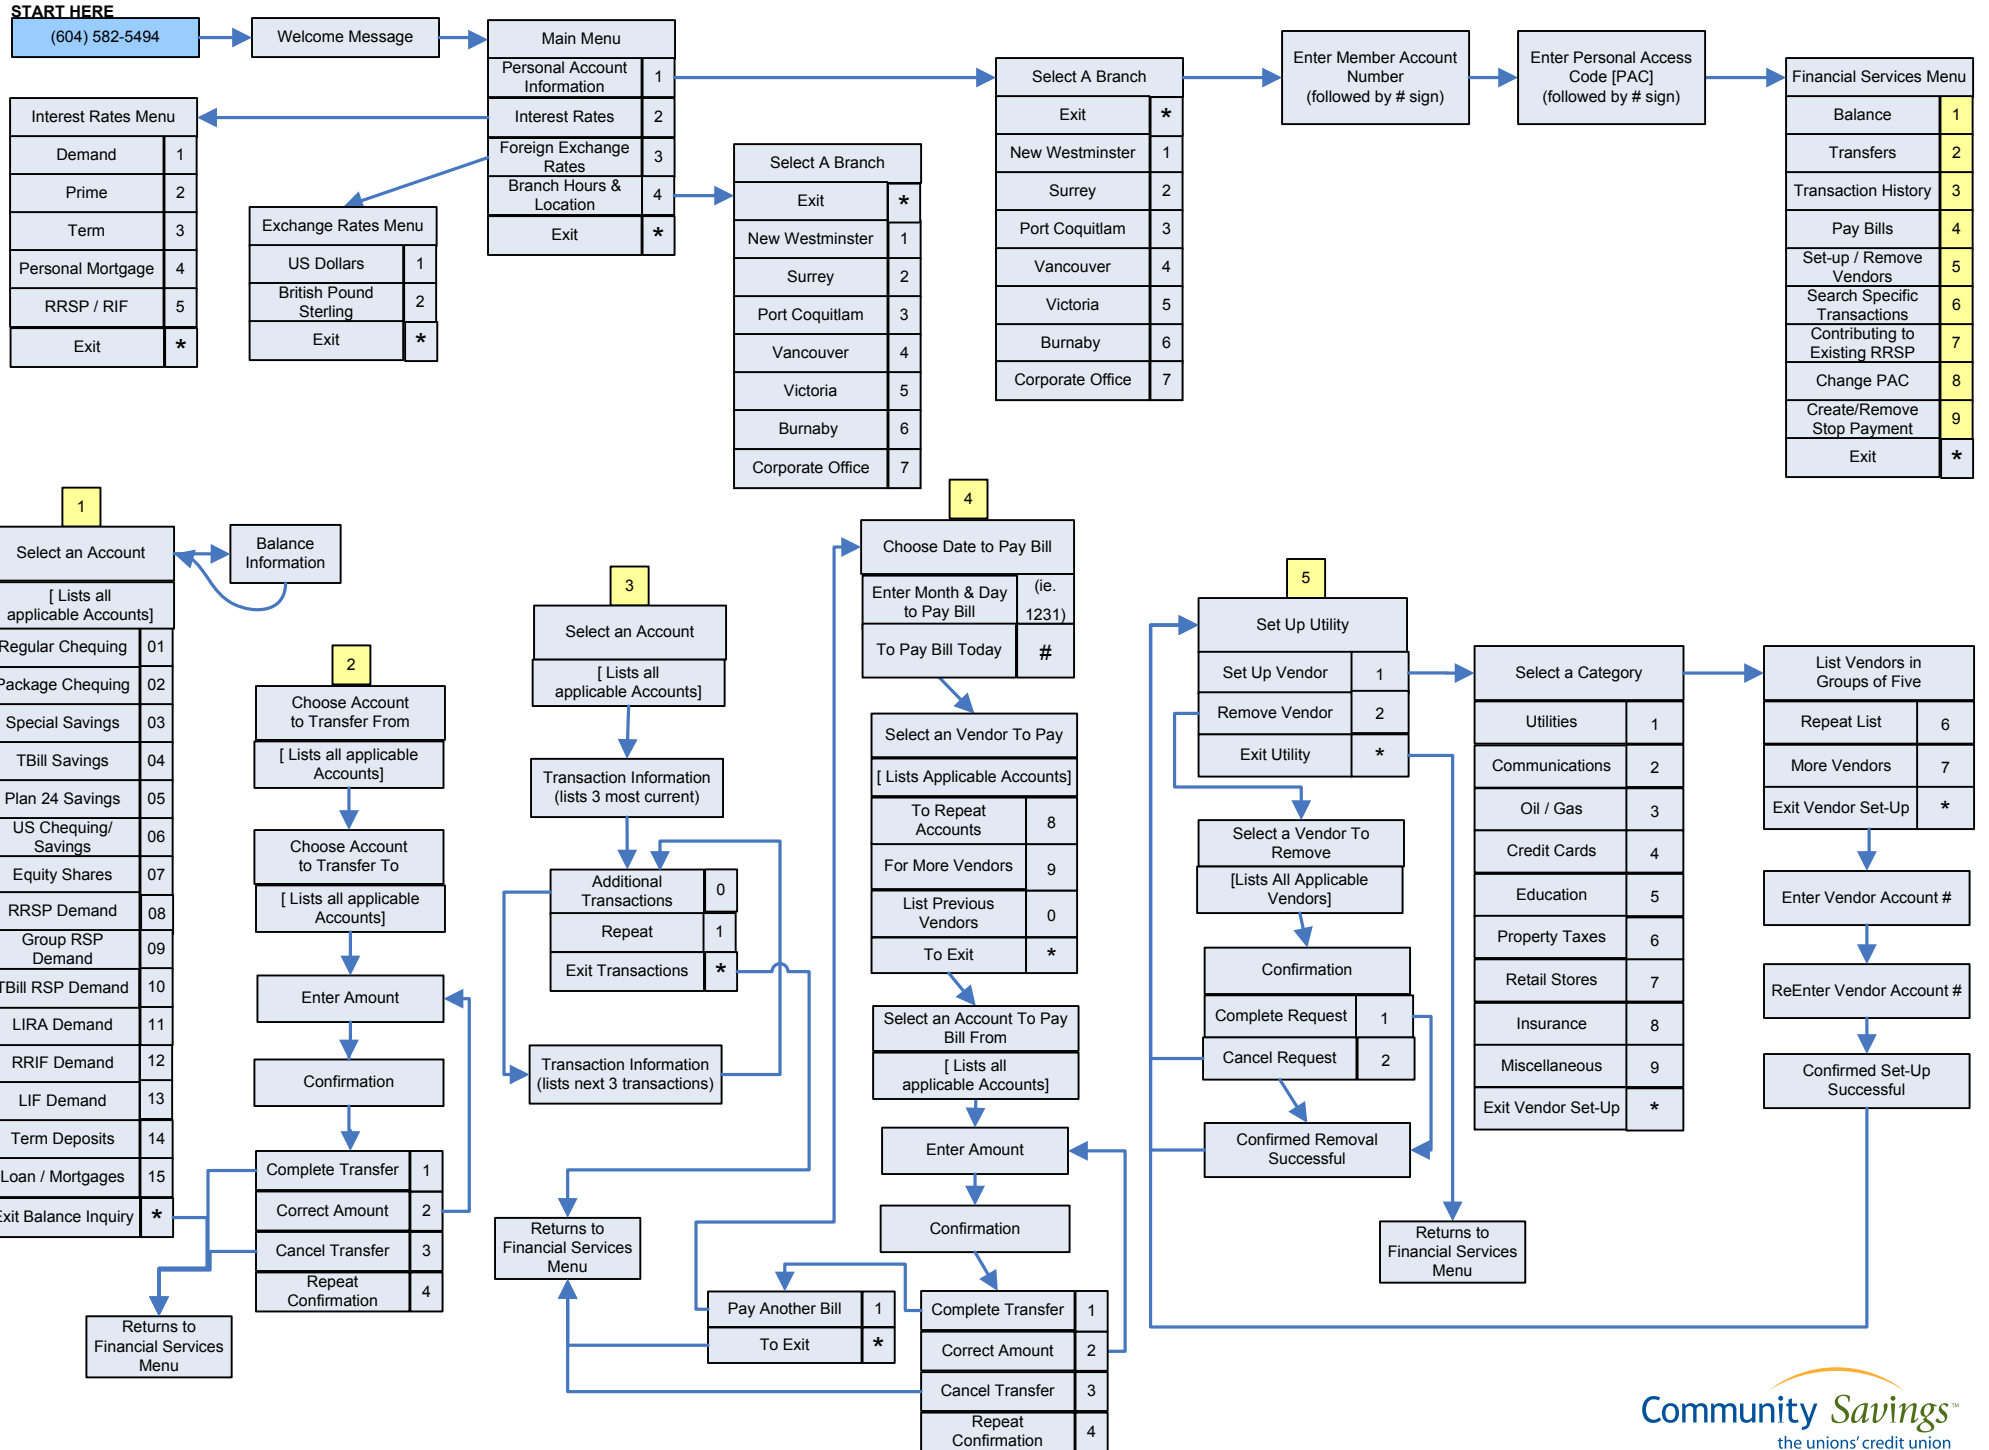 START HERE
(604) 582-5494
Welcome Message
Main Menu
Personal Account
Information
1
Interest Rates
2
Foreign Exchange
Rates
3
Branch Hours &
Location
4
Exit
*
Interest Rates Menu
Demand
1
Prime
2
Term
3
Personal Mortgage
4
RRSP / RIF
5
Exit
*
Exchange Rates Menu
US Dollars
1
British Pound
Sterling
2
Exit
*
Select A Branch
Exit
*
New Westminster
1
Surrey
2
Port Coquitlam
3
Vancouver
4
Victoria
5
Burnaby
6
Corporate Office
7
Select A Branch
Exit
*
New Westminster
1
Surrey
2
Port Coquitlam
3
Vancouver
4
Victoria
5
Burnaby
6
Corporate Office
7
Enter Member Account
Number
(followed by # sign)
Enter Personal Access
Code [PAC]
(followed by # sign)
Financial Services Menu
Balance
1
Transfers
2
Transaction History
3
Pay Bills
4
Set-up / Remove
Vendors
5
Search Specific
Transactions
6
Contributing to
Existing RRSP
7
Change PAC
8
Create/Remove
Stop Payment
9
Exit
*
1
Select an Account
[ Lists all
applicable Accounts]
Regular Chequing
01
Package Chequing
02
Special Savings
03
TBill Savings
04
Plan 24 Savings
05
US Chequing/
Savings
06
Equity Shares
07
RRSP Demand
08
Group RSP
Demand
09
TBill RSP Demand
10
LIRA Demand
11
RRIF Demand
12
LIF Demand
13
Term Deposits
14
Loan / Mortgages
15
Exit Balance Inquiry
*
Balance
Information
2
Choose Account
to Transfer From
[ Lists all applicable
Accounts]
Choose Account
to Transfer To
[ Lists all applicable
Accounts]
Enter Amount
Confirmation
Complete Transfer
1
Correct Amount
2
Cancel Transfer
3
Repeat
Confirmation
4
Returns to
Financial Services
Menu
3
Select an Account
[ Lists all
applicable Accounts]
Transaction Information
(lists 3 most current)
Additional
Transactions
0
Repeat
1
Exit Transactions
*
Transaction Information
(lists next 3 transactions)
Returns to
Financial Services
Menu
4
Choose Date to Pay Bill
Enter Month & Day
to Pay Bill
(ie.
1231)
To Pay Bill Today
#
Select an Vendor To Pay
[ Lists Applicable Accounts]
To Repeat
Accounts
8
For More Vendors
9
List Previous
Vendors
0
To Exit
*
Select an Account To Pay
Bill From
[ Lists all
applicable Accounts]
Enter Amount
Confirmation
Complete Transfer
1
Correct Amount
2
Cancel Transfer
3
Repeat
Confirmation
4
Pay Another Bill
1
To Exit
*
5
Set Up Utility
Set Up Vendor
1
Remove Vendor
2
Exit Utility
*
Select a Vendor To
Remove
[Lists All Applicable
Vendors]
Confirmation
Complete Request
1
Cancel Request
2
Confirmed Removal
Successful
Returns to
Financial Services
Menu
Select a Category
Utilities
1
Communications
2
Oil / Gas
3
Credit Cards
4
Education
5
Property Taxes
6
Retail Stores
7
Insurance
8
Miscellaneous
9
Exit Vendor Set-Up
*
List Vendors in
Groups of Five
Repeat List
6
More Vendors
7
Exit Vendor Set-Up
*
Enter Vendor Account #
ReEnter Vendor Account #
Confirmed Set-Up
Successful
Community Savings™
the unions' credit union